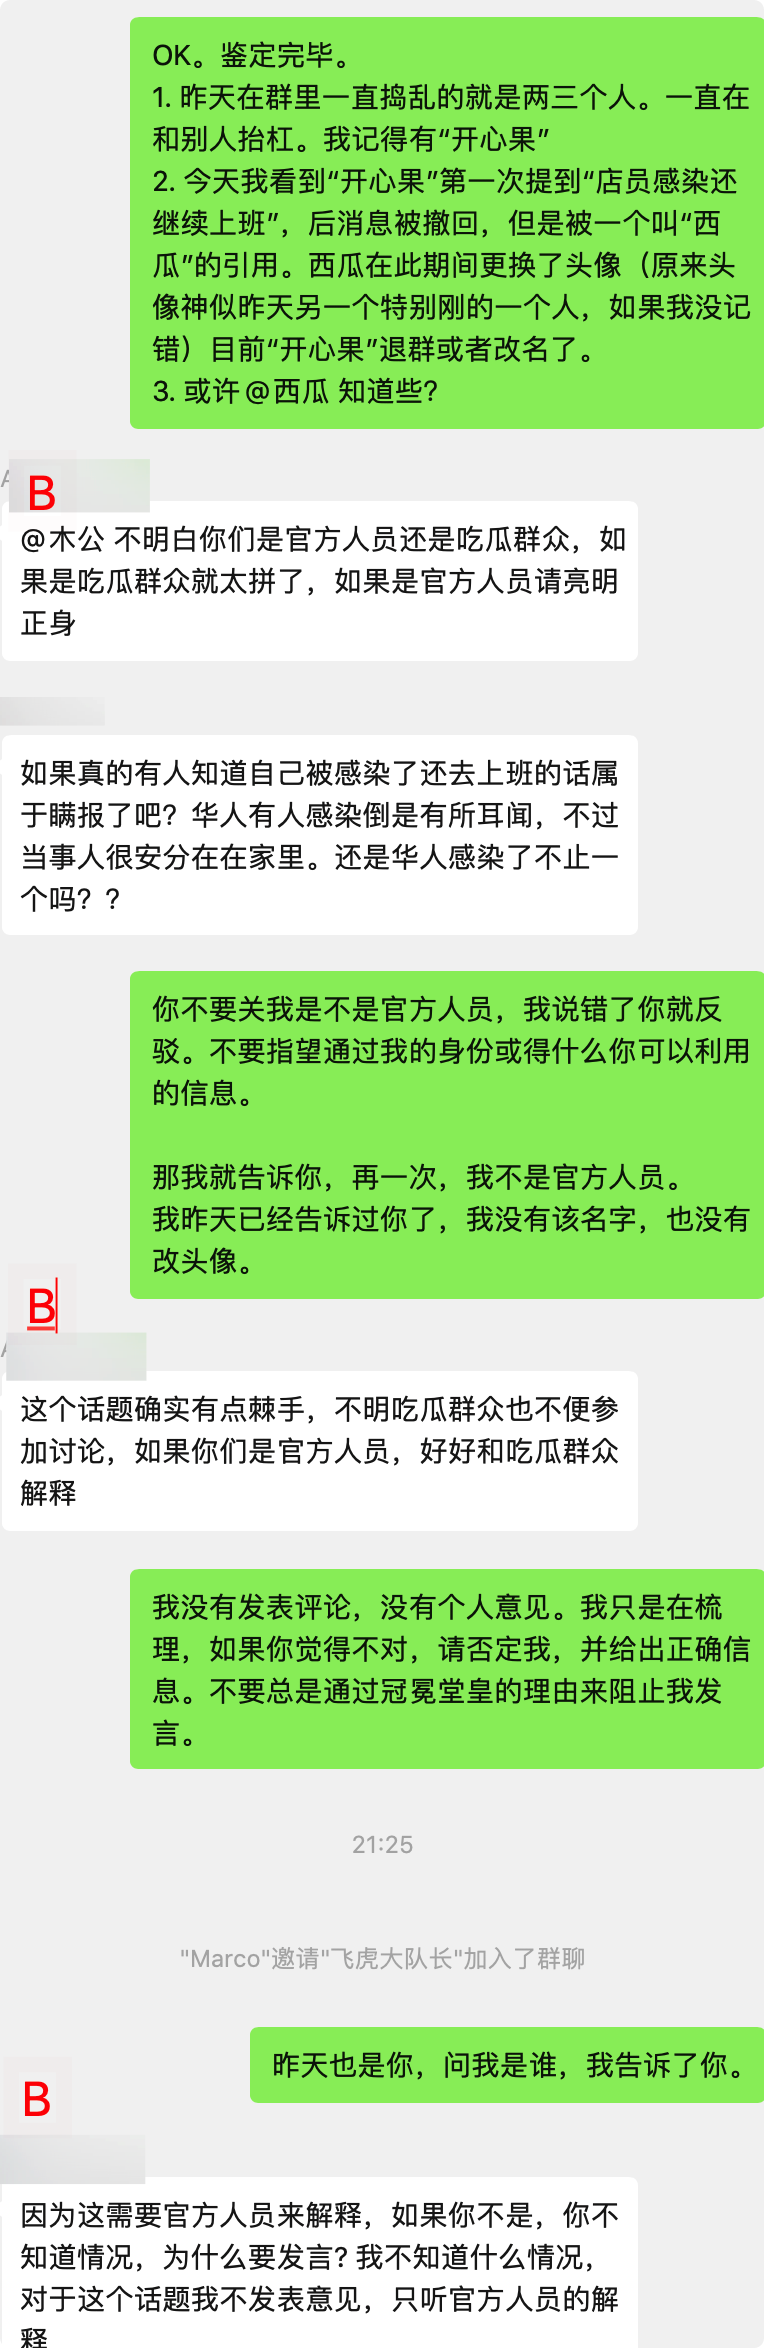 OK。鉴定完毕。
1. 昨天在群里一直捣乱的就是两三个人。一直在
和别人抬杠。我记得有“开心果”
2. 今天我看到“开心果”第一次提到“店员感染还
继续上班”，后消息被撤回，但是被一个叫“西
瓜”的引用。西瓜在此期间更换了头像（原来头
像神似昨天另一个特别刚的一个人，如果我没记
错）目前“开心果”退群或者改名了。
3. 或许@西瓜 知道些?
B
@木公 不明白你们是官方人员还是吃瓜群众，如
果是吃瓜群众就太拼了，如果是官方人员请亮明
正身
如果真的有人知道自己被感染了还去上班的话属
于瞒报了吧？华人有人感染倒是有所耳闻，不过
当事人很安分在在家里。还是华人感染了不止一
个吗？？
你不要关我是不是官方人员，我说错了你就反
驳。不要指望通过我的身份或得什么你可以利用
的信息。
那我就告诉你，再一次，我不是官方人员。
我昨天已经告诉过你了，我没有该名字，也没有
改头像。
B
这个话题确实有点棘手，不明吃瓜群众也不便参
加讨论，如果你们是官方人员，好好和吃瓜群众
解释
我没有发表评论，没有个人意见。我只是在梳
理，如果你觉得不对，请否定我，并给出正确信
息。不要总是通过冠冕堂皇的理由来阻止我发
言。
21:25
"Marco"邀请"飞虎大队长"加入了群聊
昨天也是你，问我是谁，我告诉了你。
B
因为这需要官方人员来解释，如果你不是，你不
知道情况，为什么要发言? 我不知道什么情况，
对于这个话题我不发表意见，只听官方人员的解
释